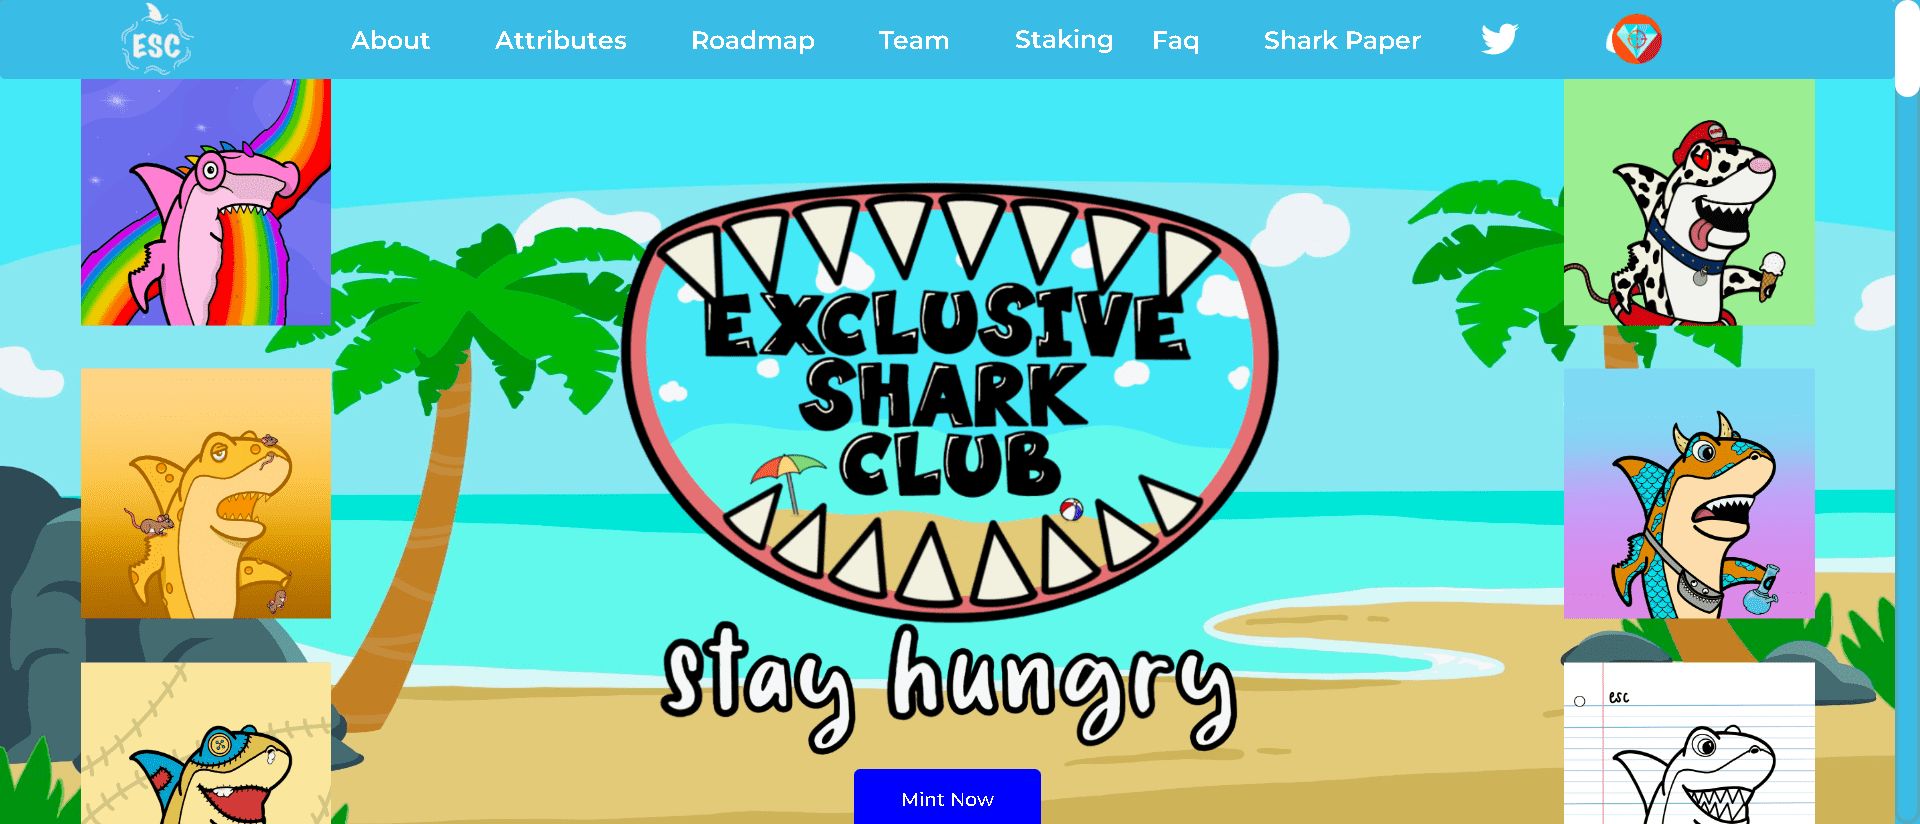 ESC
About
Attributes
Roadmap
Team
Staking
Faq
Shark Paper
EXCLUSIVE
SHARK
CLUB
stay hungry
esc
Mint Now